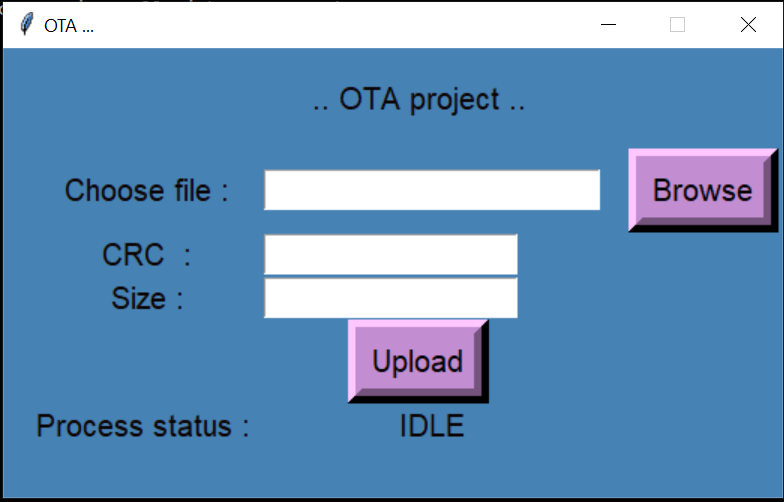 OTA ...
.. OTA project ..
Choose file : Browse
CRC :
Size :
Upload
Process status : IDLE